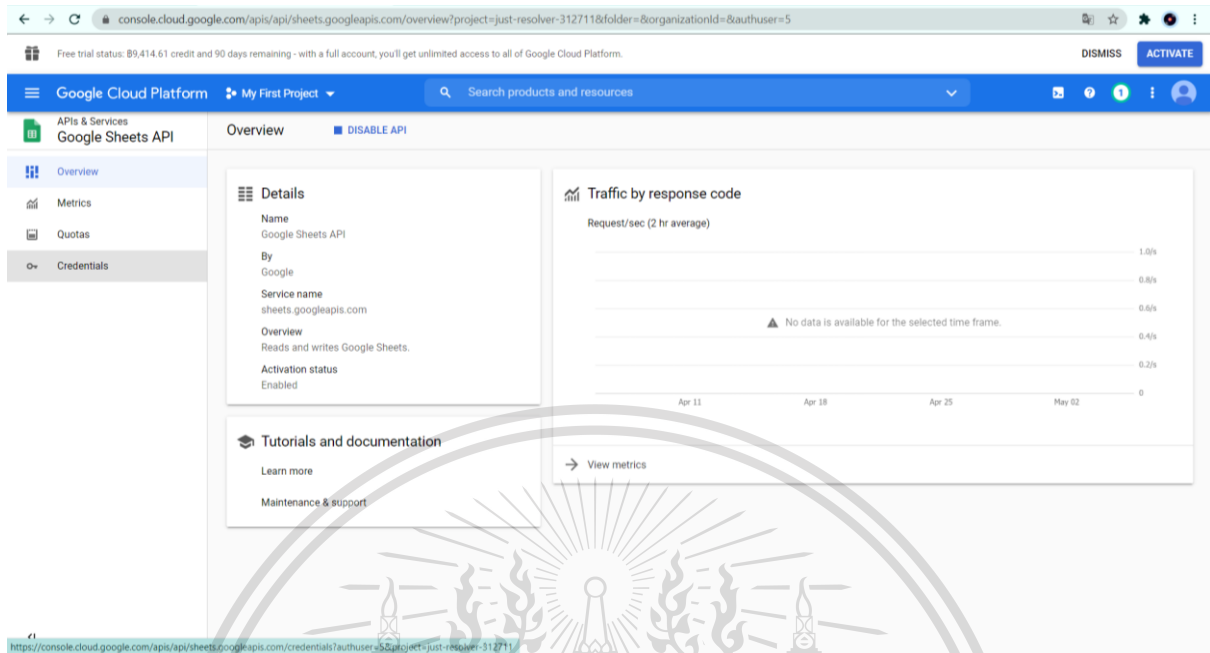 console.cloud.google.com/apis/api/sheets.googleapis.com/overview?project=just-resolver-312711&folder=&organizationId=&authuser=5
Free trial status: ฿9,414.61 credit and 90 days remaining - with a full account, you'll get unlimited access to all of Google Cloud Platform.
DISMISS
ACTIVATE
Google Cloud Platform
My First Project
Search products and resources
1
APIs & Services
Google Sheets API
Overview
DISABLE API
Overview
Metrics
Quotas
Credentials
Details
Name
Google Sheets API
By
Google
Service name
sheets.googleapis.com
Overview
Reads and writes Google Sheets.
Activation status
Enabled
Tutorials and documentation
Learn more
Maintenance & support
Traffic by response code
Request/sec (2 hr average)
1.0/s
0.8/s
0.6/s
No data is available for the selected time frame.
0.4/s
0.2/s
0
Apr 11
Apr 18
Apr 25
May 02
View metrics
https://console.cloud.google.com/apis/api/sheets.googleapis.com/credentials?authuser=5&project=just-resolver-312711